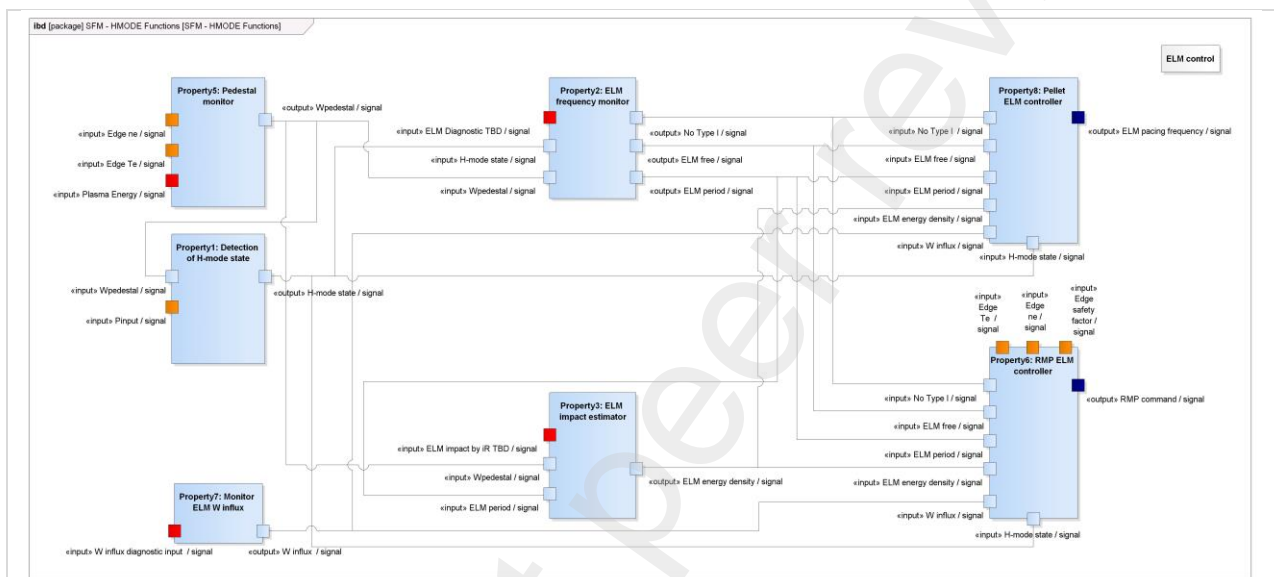 ibd [package] SFM - HMODE Functions [SFM - HMODE Functions]
ELM control
Property5: Pedestal
monitor
«output» Wpedestal / signal
«input» Edge ne / signal
«input» Edge Te / signal
«input» Plasma Energy / signal
Property1: Detection
of H-mode state
«input» Wpedestal / signal
«output» H-mode state / signal
«input» Pinput / signal
Property7: Monitor
ELM W influx
«input» W influx diagnostic input / signal
«output» W influx / signal
Property2: ELM
frequency monitor
«input» ELM Diagnostic TBD / signal
«output» No Type I / signal
«input» H-mode state / signal
«output» ELM free / signal
«input» Wpedestal / signal
«output» ELM period / signal
Property3: ELM
impact estimator
«input» ELM impact by iR TBD / signal
«input» Wpedestal / signal
«output» ELM energy density / signal
«input» ELM period / signal
Property8: Pellet
ELM controller
«input» No Type I / signal
«output» ELM pacing frequency / signal
«input» ELM free / signal
«input» ELM period / signal
«input» ELM energy density / signal
«input» W influx / signal
«input» H-mode state / signal
«input»
Edge
Te /
signal
«input»
Edge
ne /
signal
«input»
Edge
safety
factor /
signal
Property6: RMP ELM
controller
«input» No Type I / signal
«output» RMP command / signal
«input» ELM free / signal
«input» ELM period / signal
«input» ELM energy density / signal
«input» W influx / signal
«input» H-mode state / signal
t peer rev